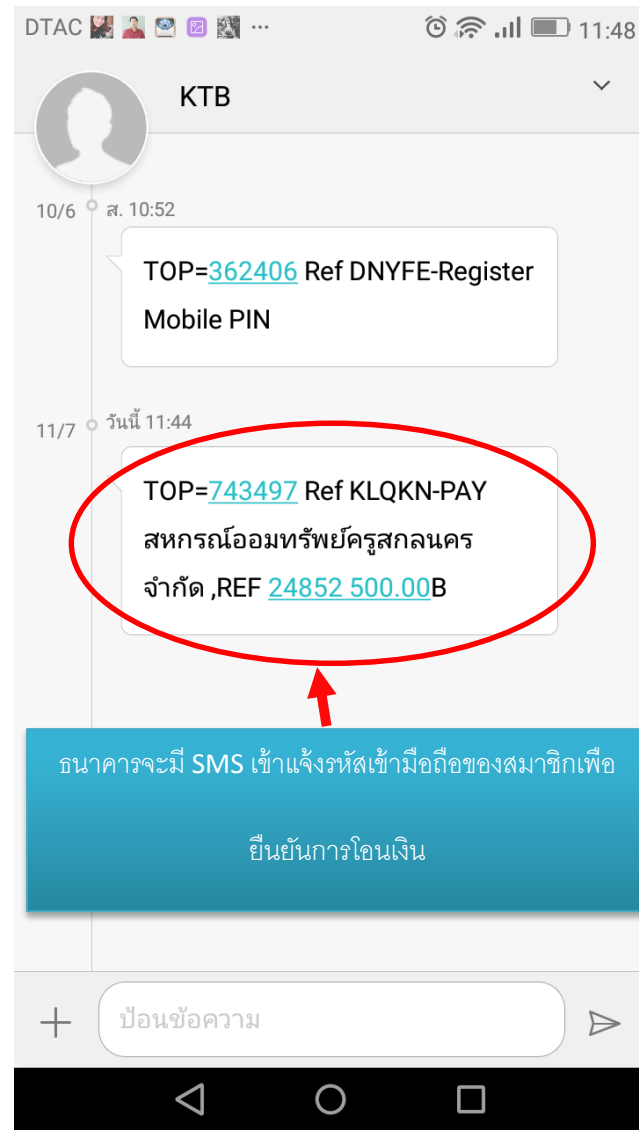 DTAC ... 11:48
KTB
10/6 ส. 10:52
TOP=362406 Ref DNYFE-Register
Mobile PIN
11/7 วันนี้ 11:44
TOP=743497 Ref KLQKN-PAY
สหกรณ์ออมทรัพย์ครูสกลนคร
จำกัด ,REF 24852 500.00B
ธนาคารจะมี SMS เข้าแจ้งรหัสเข้ามือถือของสมาชิกเพือ
ยืนยันการโอนเงิน
ป้อนข้อความ